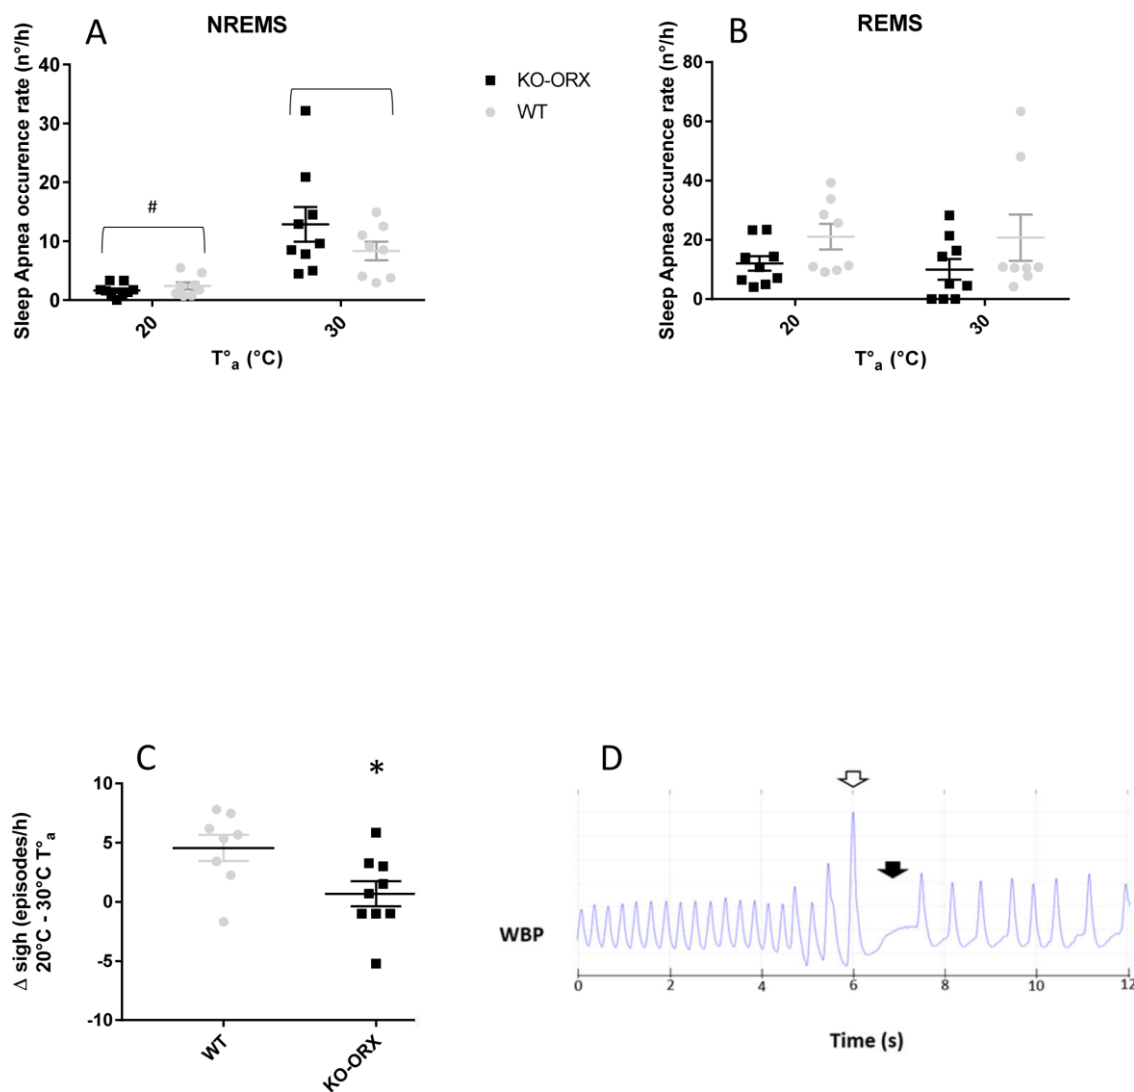 A
NREMS
Sleep Apnea occurence rate (n°/h)
40
30
20
10
0
#
20
30
T°a (°C)
KO-ORX
WT
B
REMS
Sleep Apnea occurence rate (n°/h)
80
60
40
20
0
20
30
T°a (°C)
C
Δ sigh (episodes/h)
20°C - 30°C T°a
10
5
0
-5
-10
*
WT
KO-ORX
D
WBP
0 2 4 6 8 10 12
Time (s)